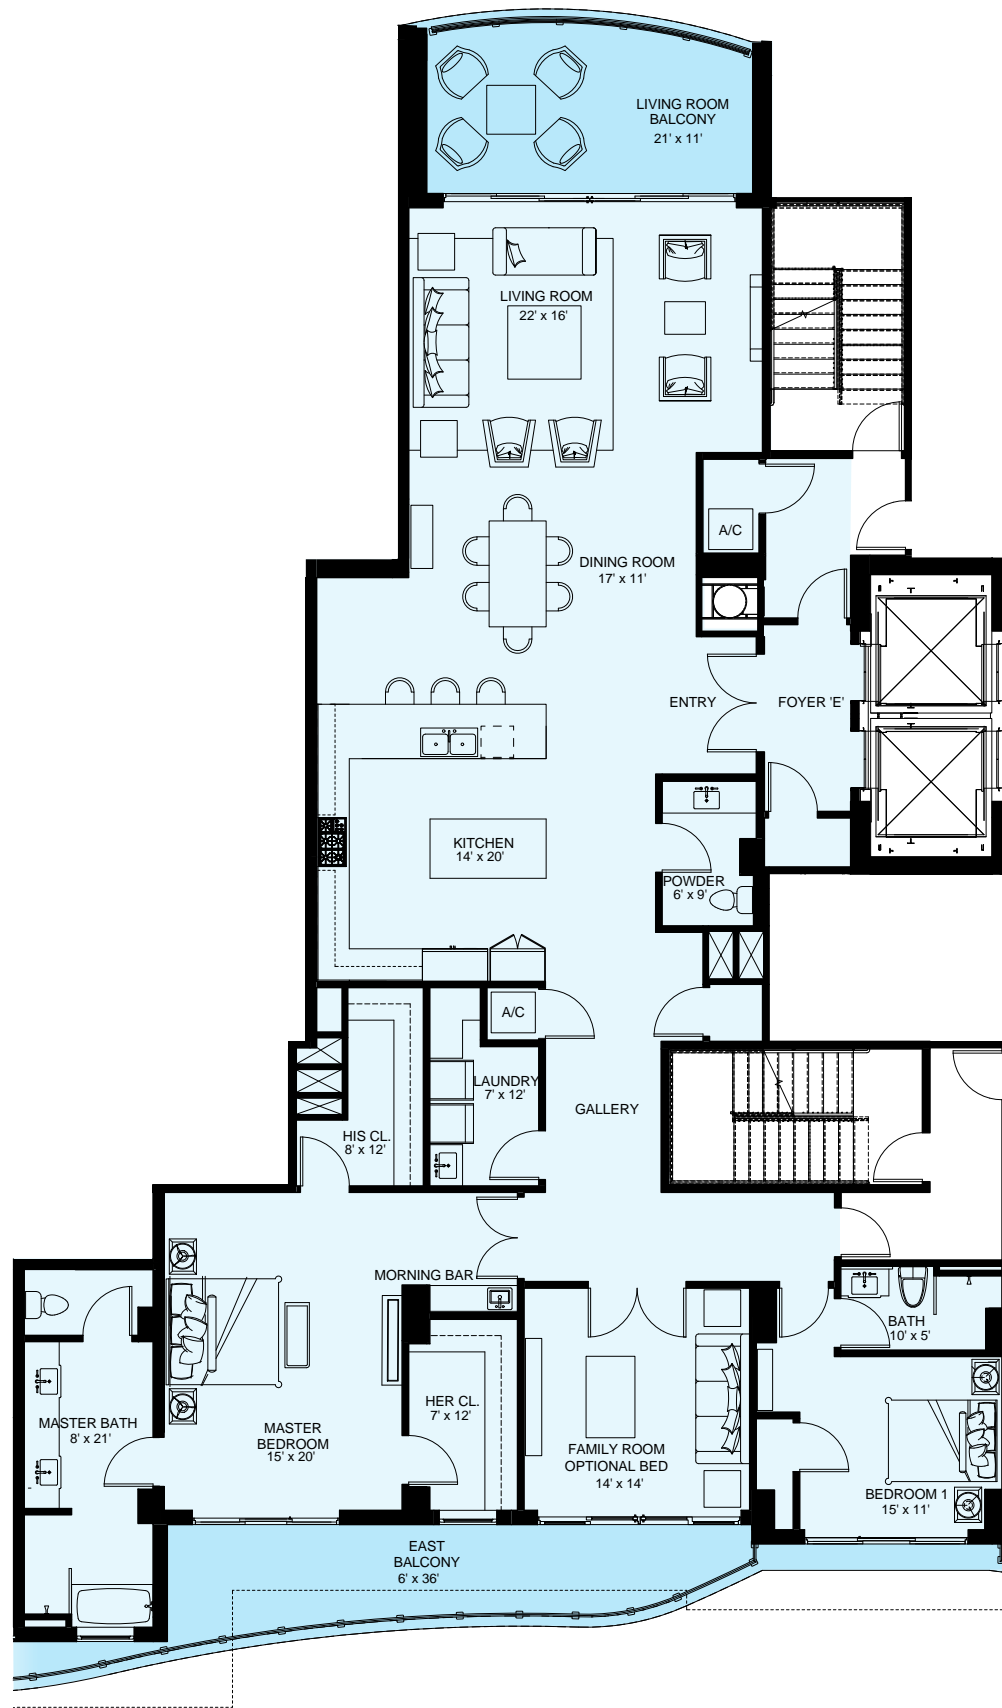 LIVING ROOM
BALCONY
21' x 11'
LIVING ROOM
22' x 16'
A/C
DINING ROOM
17' x 11'
ENTRY
FOYER 'E'
KITCHEN
14' x 20'
POWDER
6' x 9'
A/C
LAUNDRY
7' x 12'
GALLERY
HIS CL.
8' x 12'
MORNING BAR
BATH
10' x 5'
HER CL.
7' x 12'
MASTER BATH
8' x 21'
MASTER
BEDROOM
15' x 20'
FAMILY ROOM
OPTIONAL BED
14' x 14'
BEDROOM 1
15' x 11'
EAST
BALCONY
6' x 36'